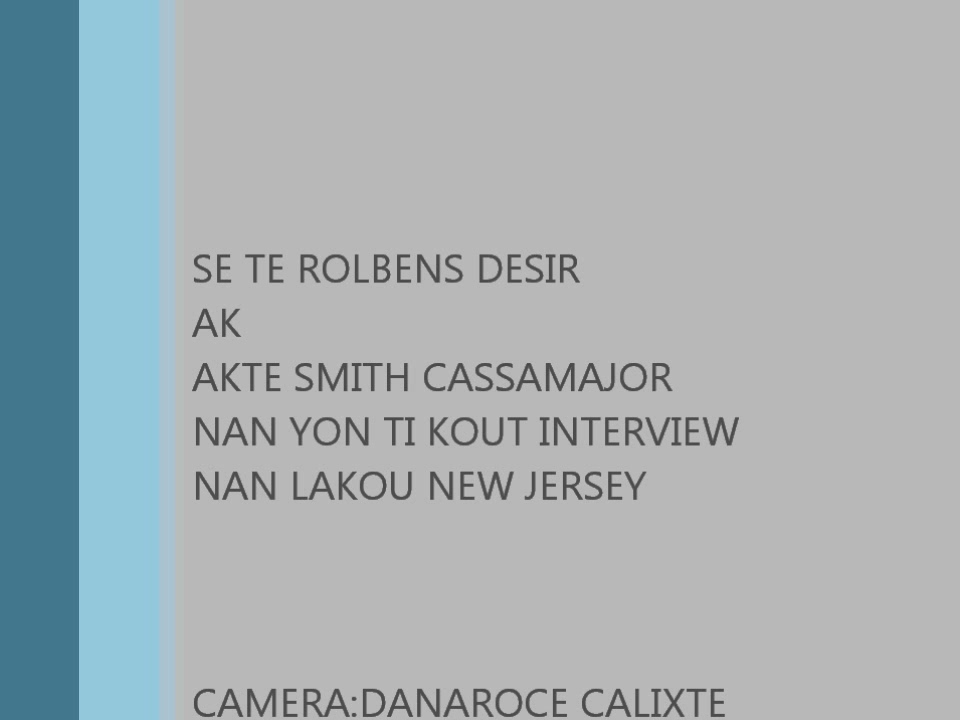 SE TE ROLBENS DESIR
AK
AKTE SMITH CASSAMAJOR
NAN YON TI KOUT INTERVIEW
NAN LAKOU NEW JERSEY
CAMERA:DANAROCE CALIXTE